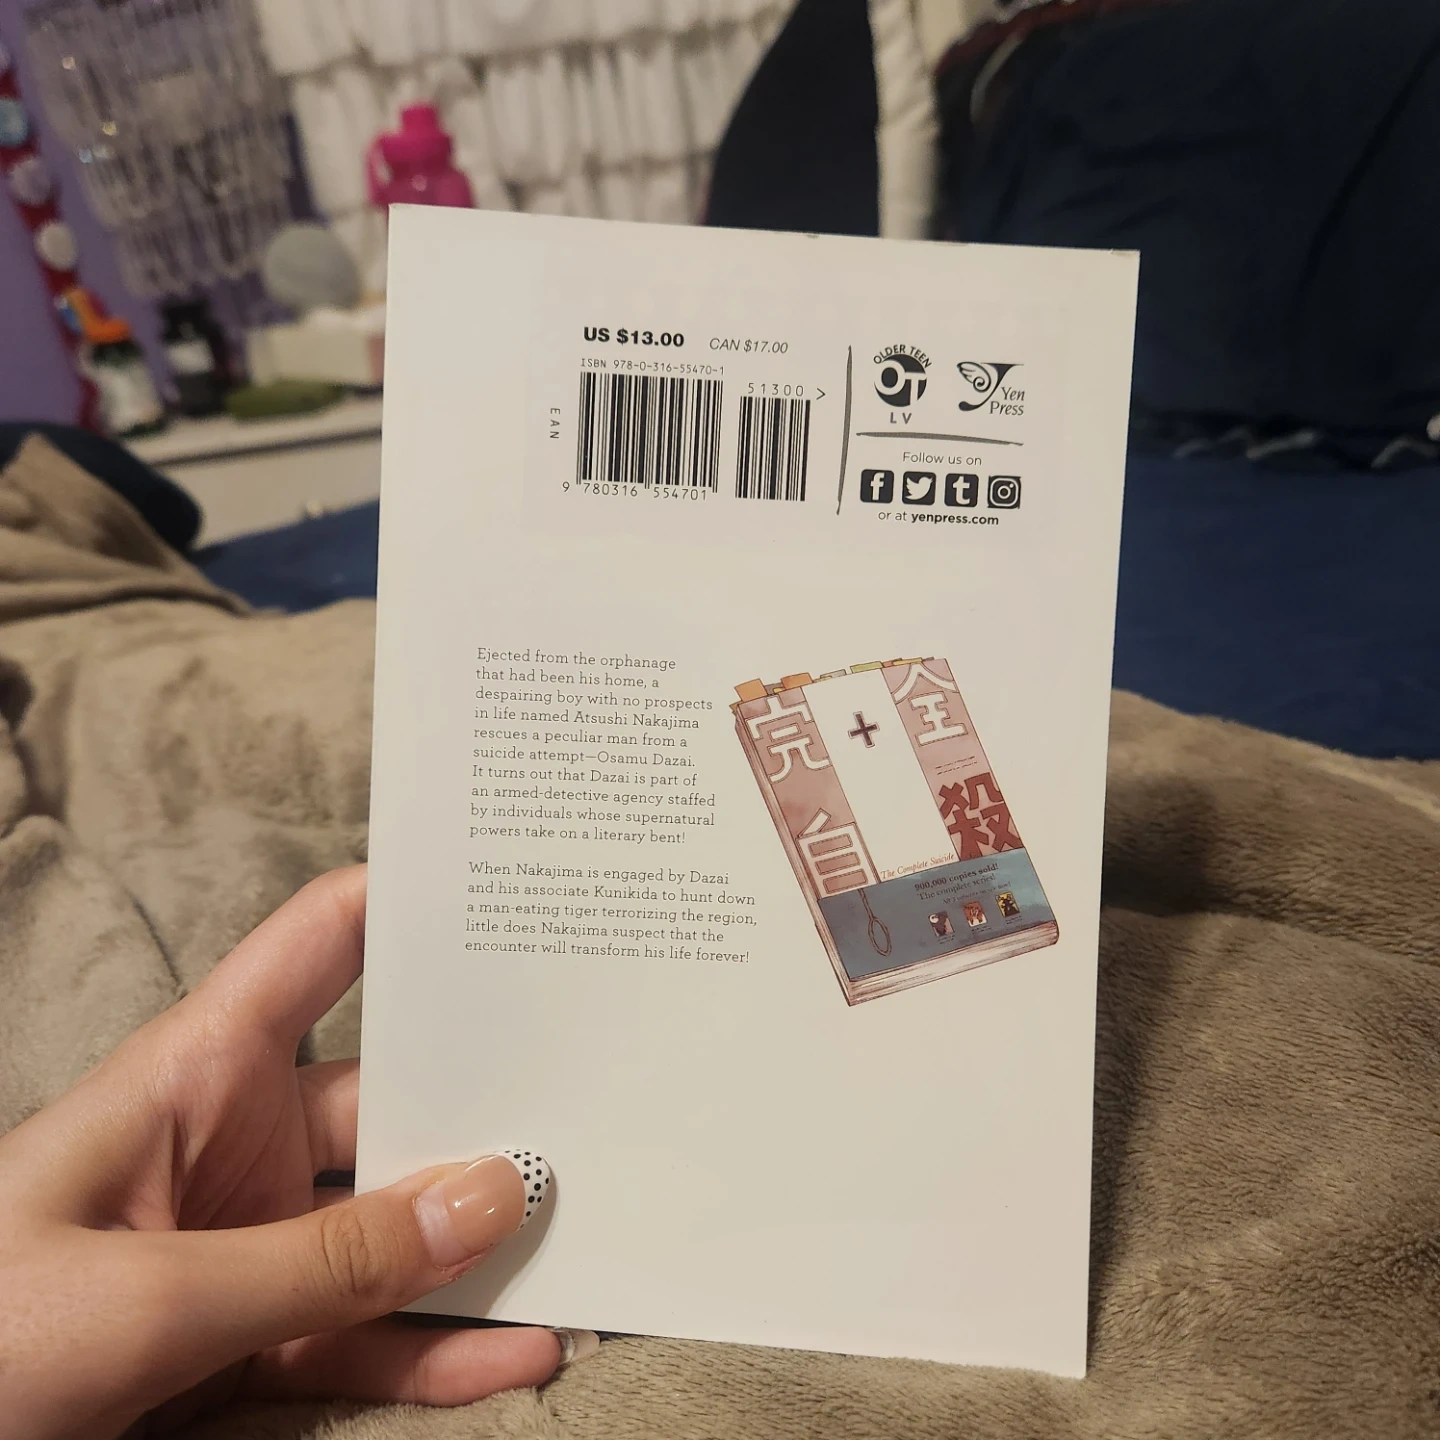 US $13.00 CAN $17.00
ISBN 978-0-316-55470-1
51300 >
EAN
9 780316 554701
OLDER TEEN
OT
LV
Yen
Press
Follow us on
or at yenpress.com
Ejected from the orphanage
that had been his home, a
despairing boy with no prospects
in life named Atsushi Nakajima
rescues a peculiar man from a
suicide attempt—Osamu Dazai.
It turns out that Dazai is part of
an armed-detective agency staffed
by individuals whose supernatural
powers take on a literary bent!
When Nakajima is engaged by Dazai
and his associate Kunikida to hunt down
a man-eating tiger terrorizing the region,
little does Nakajima suspect that the
encounter will transform his life forever!
完全
自殺
The Complete Suicide
900,000 copies sold!
The complete series!